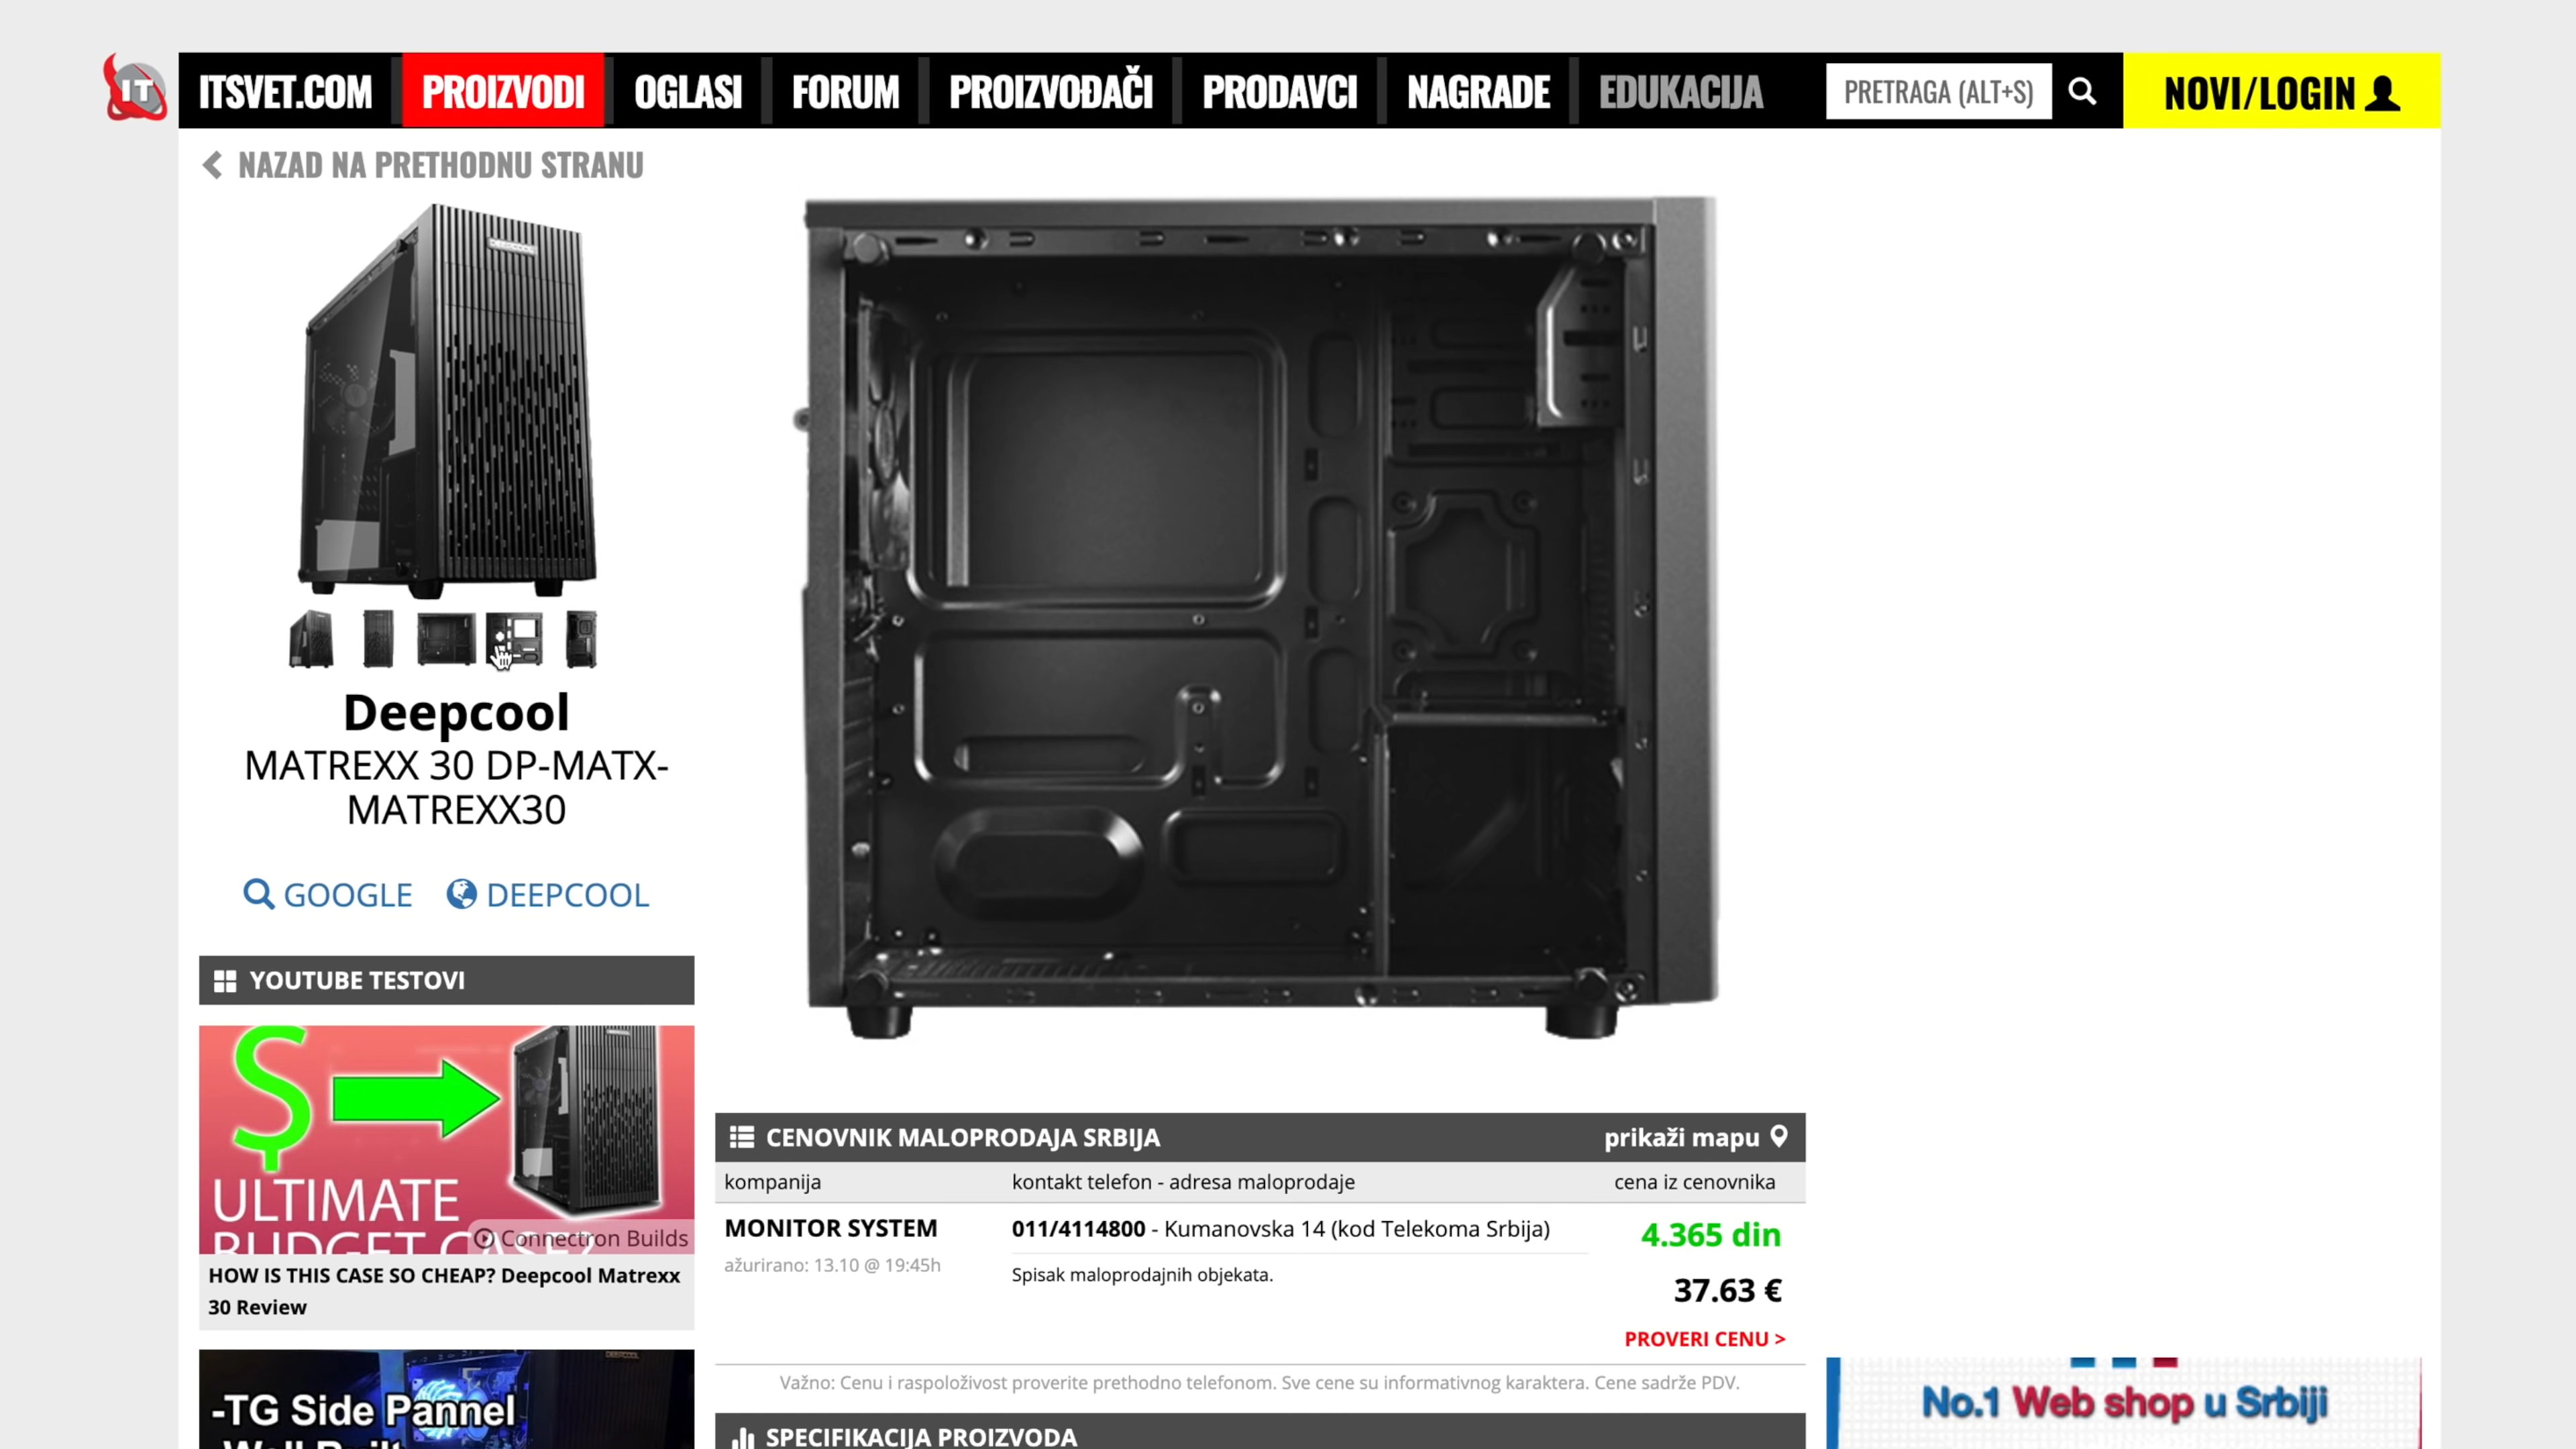 IT
ITSVET.COM
PROIZVODI
OGLASI
FORUM
PROIZVOĐAČI
PRODAVCI
NAGRADE
EDUKACIJA
PRETRAGA (ALT+S)
NOVI/LOGIN
NAZAD NA PRETHODNU STRANU
Deepcool
MATREXX 30 DP-MATX-
MATREXX30
GOOGLE
DEEPCOOL
YOUTUBE TESTOVI
$
ULTIMATE
BUDGET CASE?
Connectron Builds
HOW IS THIS CASE SO CHEAP? Deepcool Matrexx
30 Review
-TG Side Pannel
CENOVNIK MALOPRODAJA SRBIJA
prikaži mapu
kompanija
kontakt telefon - adresa maloprodaje
cena iz cenovnika
MONITOR SYSTEM
011/4114800 - Kumanovska 14 (kod Telekoma Srbija)
4.365 din
ažurirano: 13.10 @ 19:45h
Spisak maloprodajnih objekata.
37.63 €
PROVERI CENU >
Važno: Cenu i raspoloživost proverite prethodno telefonom. Sve cene su informativnog karaktera. Cene sadrže PDV.
SPECIFIKACIJA PROIZVODA
No.1 Web shop u Srbiji